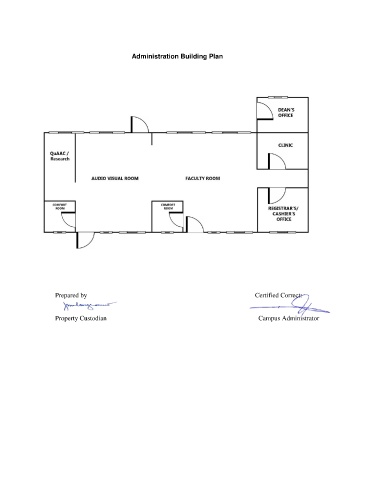 Administration Building Plan
DEAN'S
OFFICE
QuAAC /
Research
CLINIC
AUDIO VISUAL ROOM
FACULTY ROOM
COMFORT
ROOM
COMFORT
ROOM
REGISTRAR'S/
CASHIER'S
OFFICE
Prepared by
Certified Correct:
Property Custodian
Campus Administrator